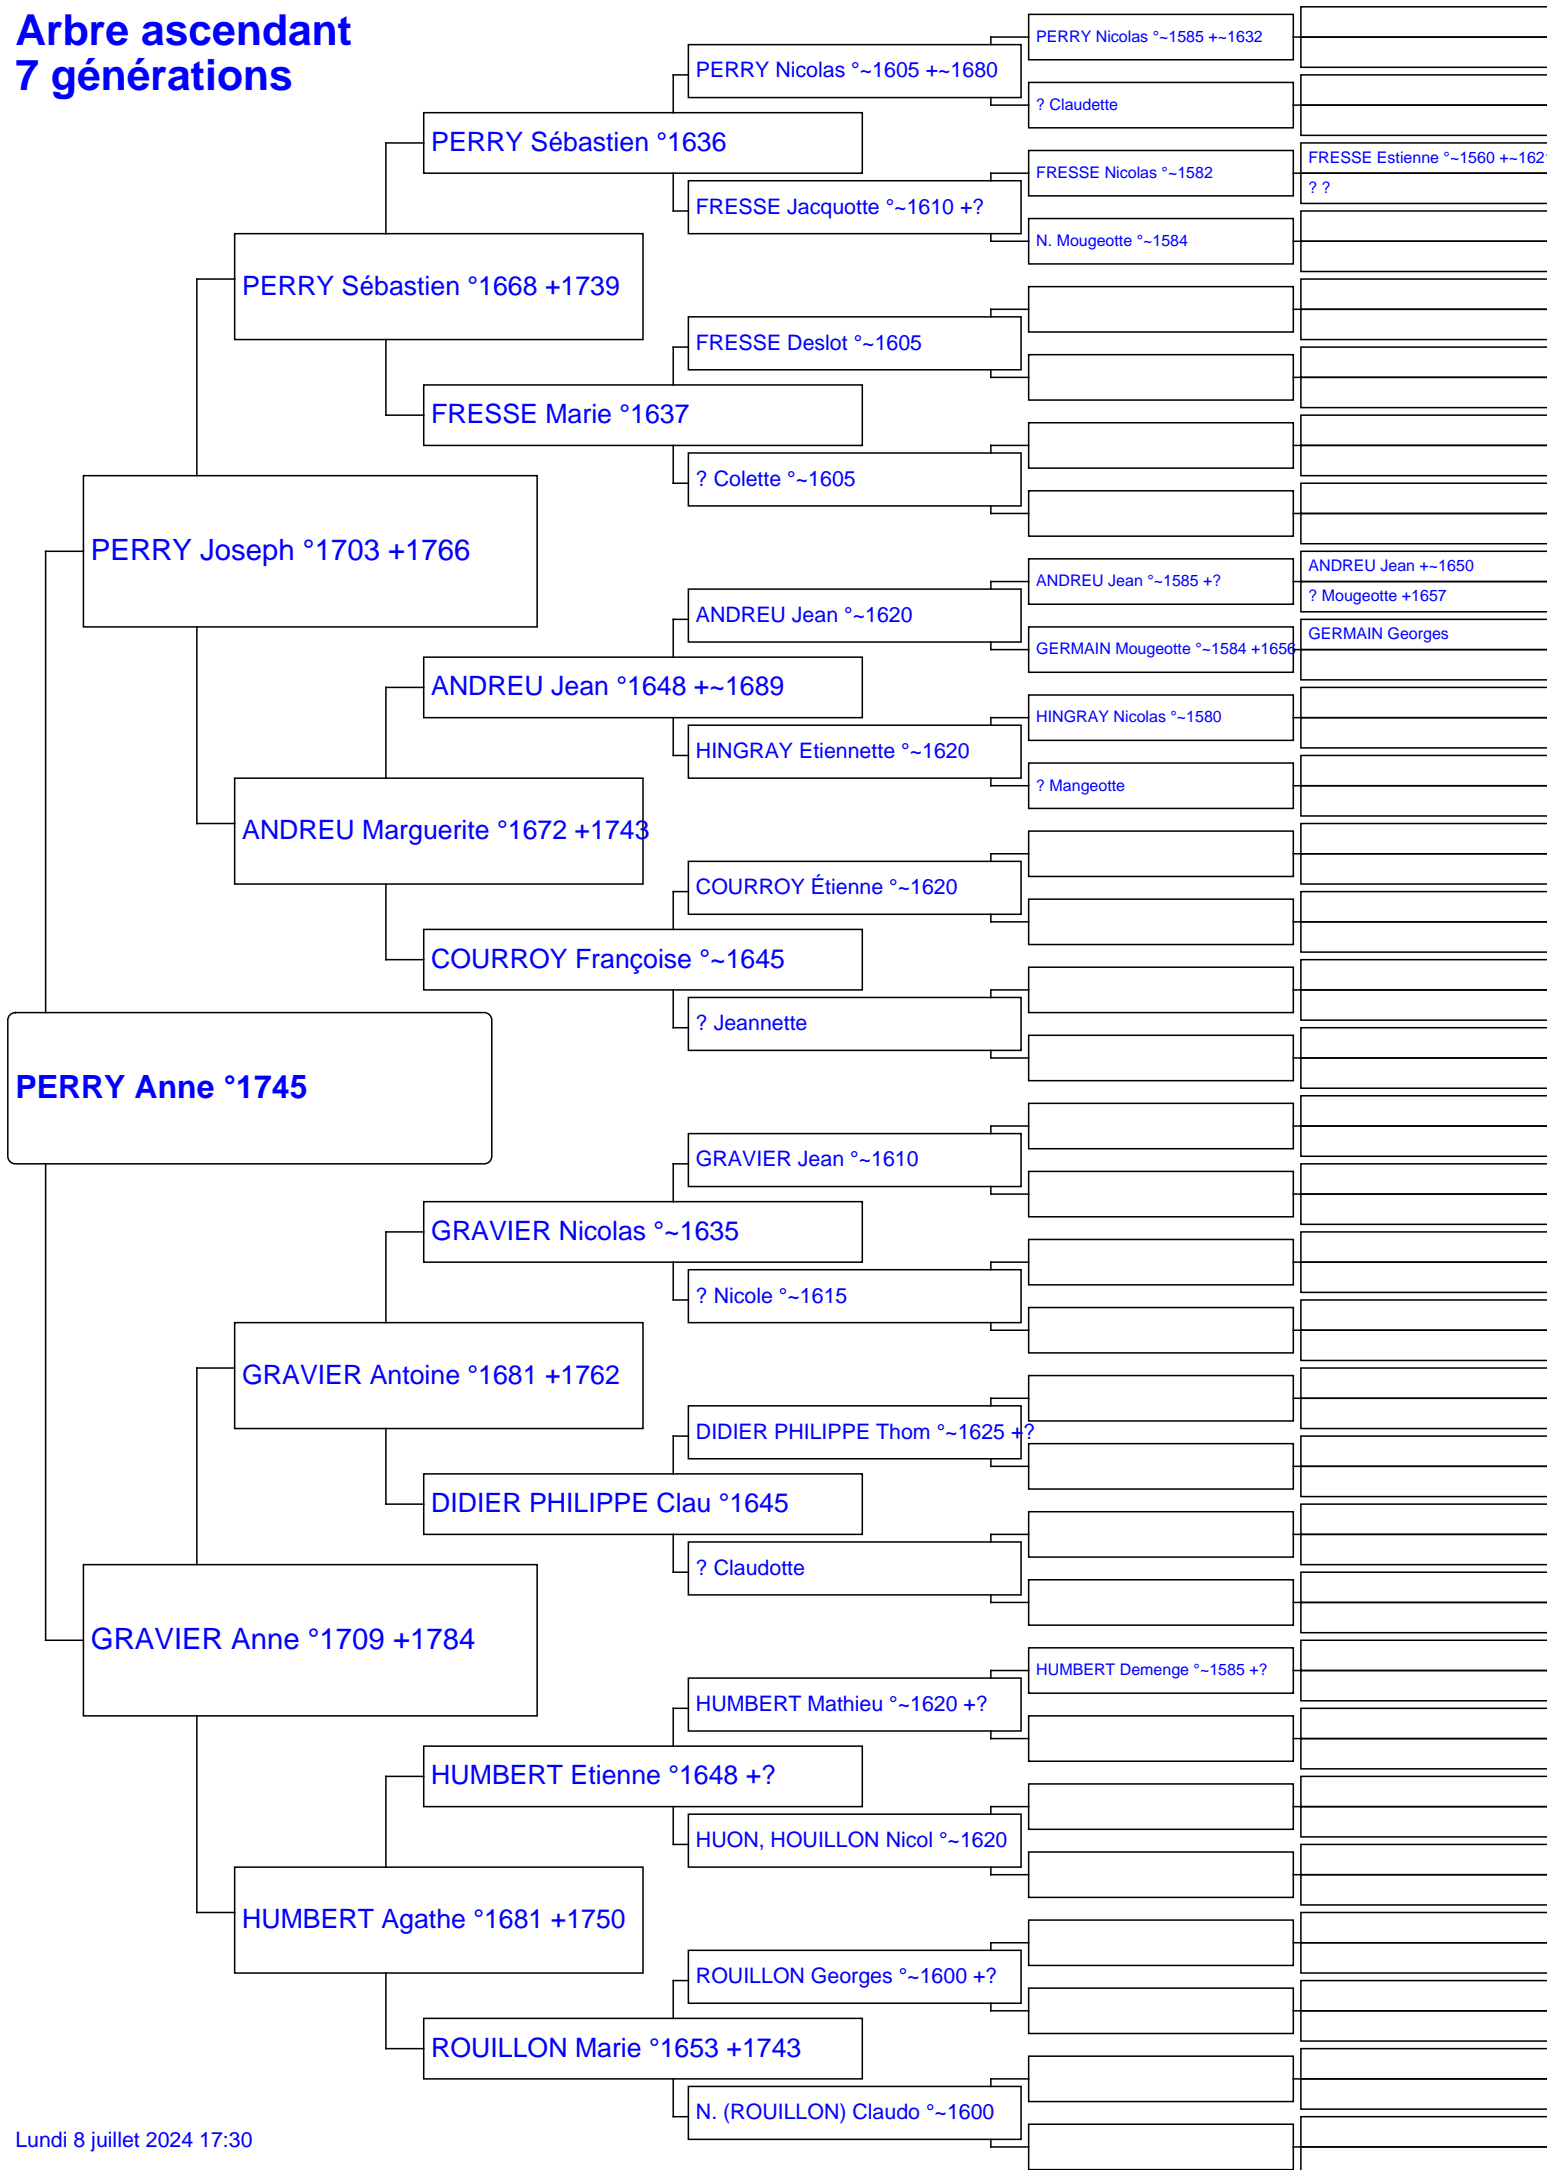 Arbre ascendant
7 générations
PERRY Nicolas °~1585 +~1632
PERRY Nicolas °~1605 +~1680
? Claudette
PERRY Sébastien °1636
FRESSE Estienne °~1560 +~162
FRESSE Nicolas °~1582
? ?
FRESSE Jacquotte °~1610 +?
N. Mougeotte °~1584
PERRY Sébastien °1668 +1739
FRESSE Deslot °~1605
FRESSE Marie °1637
? Colette °~1605
PERRY Joseph °1703 +1766
ANDREU Jean +~1650
ANDREU Jean °~1585 +?
? Mougeotte +1657
ANDREU Jean °~1620
GERMAIN Georges
GERMAIN Mougeotte °~1584 +1656
ANDREU Jean °1648 +~1689
HINGRAY Nicolas °~1580
HINGRAY Etiennette °~1620
? Mangeotte
ANDREU Marguerite °1672 +1743
COURROY Étienne °~1620
COURROY Françoise °~1645
? Jeannette
PERRY Anne °1745
GRAVIER Jean °~1610
GRAVIER Nicolas °~1635
? Nicole °~1615
GRAVIER Antoine °1681 +1762
DIDIER PHILIPPE Thom °~1625 +?
DIDIER PHILIPPE Clau °1645
? Claudotte
GRAVIER Anne °1709 +1784
HUMBERT Demenge °~1585 +?
HUMBERT Mathieu °~1620 +?
HUMBERT Etienne °1648 +?
HUON, HOUILLON Nicol °~1620
HUMBERT Agathe °1681 +1750
ROUILLON Georges °~1600 +?
ROUILLON Marie °1653 +1743
N. (ROUILLON) Claudo °~1600
Lundi 8 juillet 2024 17:30